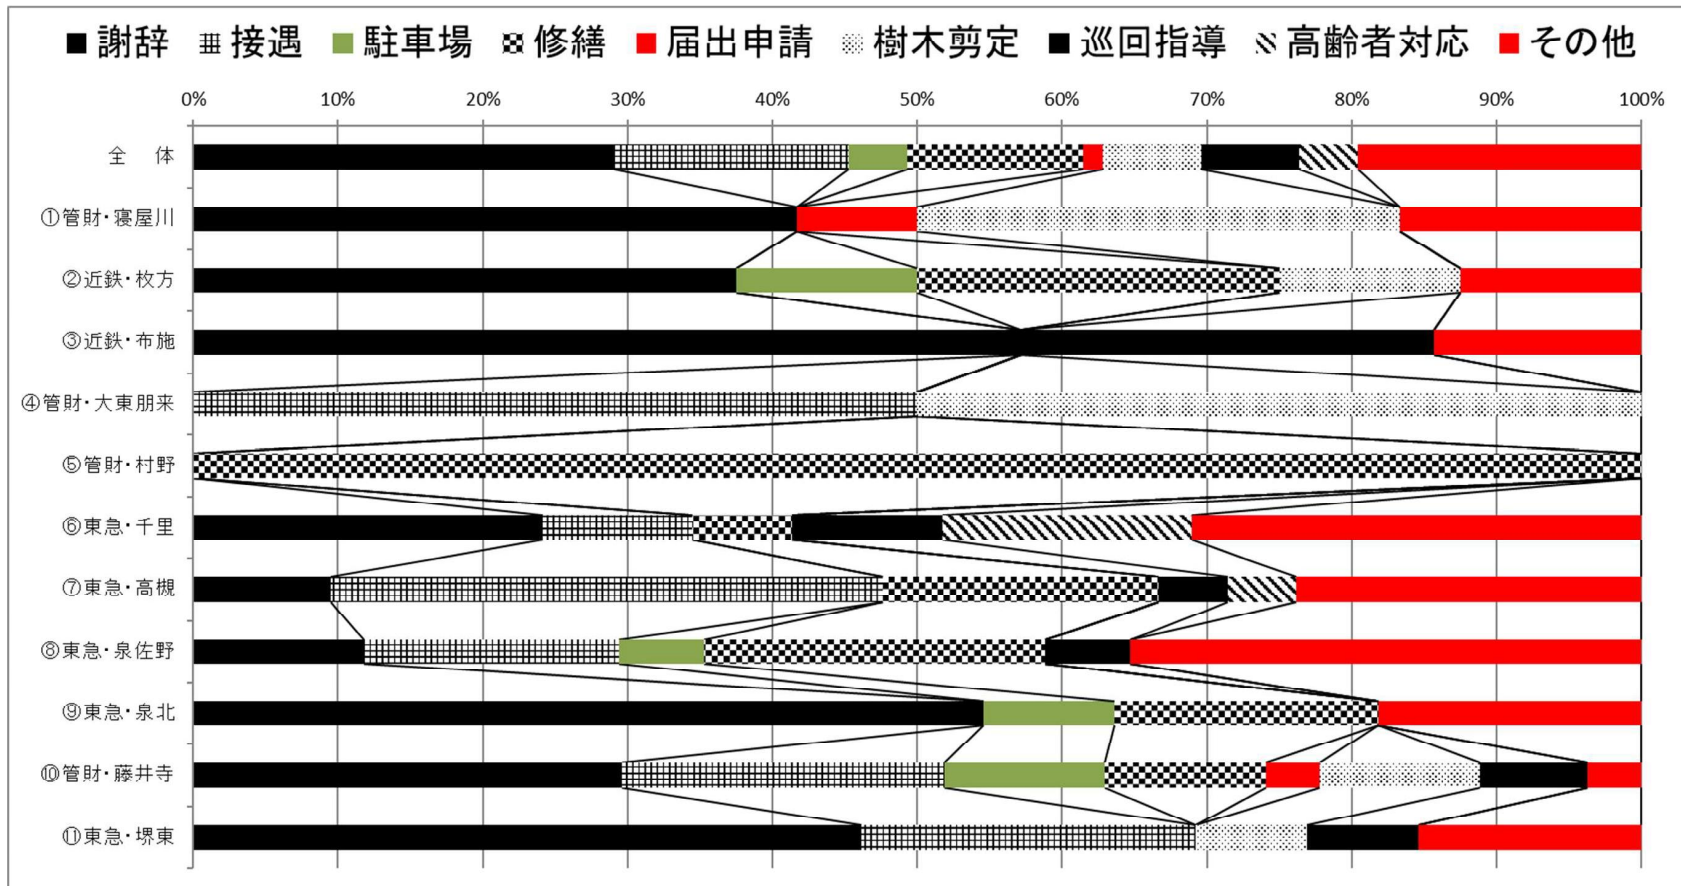 謝辞 接遇 駐車場 修繕 届出申請 樹木剪定 巡回指導 高齢者対応 その他
0% 10% 20% 30% 40% 50% 60% 70% 80% 90% 100%
全 体
①管財・寝屋川
②近鉄・枚方
③近鉄・布施
④管財・大東朋来
⑤管財・村野
⑥東急・千里
⑦東急・高槻
⑧東急・泉佐野
⑨東急・泉北
⑩管財・藤井寺
⑪東急・堺東